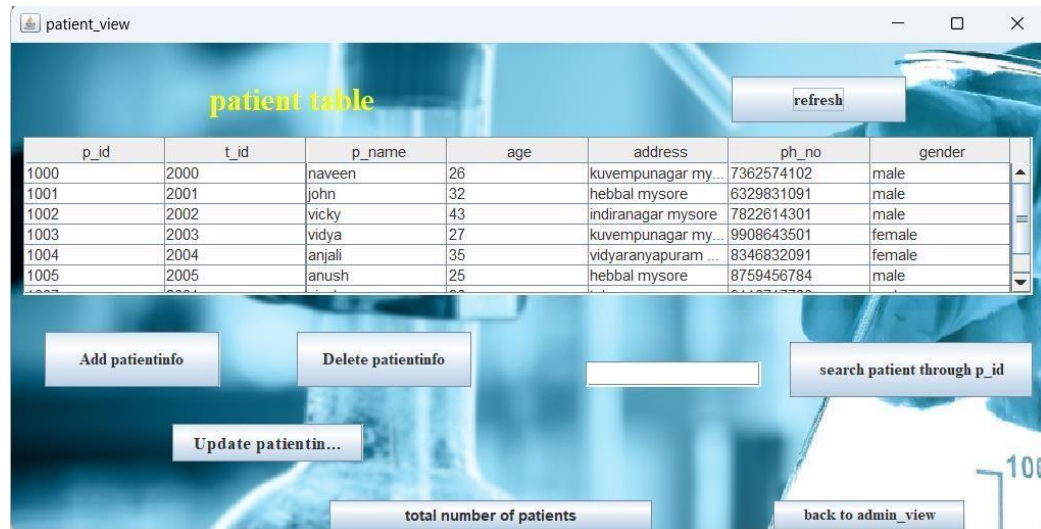 patient_view
patient table
refresh
p_id t_id p_name age address ph_no gender
1000 2000 naveen 26 kuvempunagar my... 7362574102 male
1001 2001 john 32 hebbal mysore 6329831091 male
1002 2002 vicky 43 indiranagar mysore 7822614301 male
1003 2003 vidya 27 kuvempunagar my... 9908643501 female
1004 2004 anjali 35 vidyaranyapuram ... 8346832091 female
1005 2005 anush 25 hebbal mysore 8759456784 male
Add patientinfo
Delete patientinfo
search patient through p_id
Update patientin...
100
total number of patients
back to admin_view